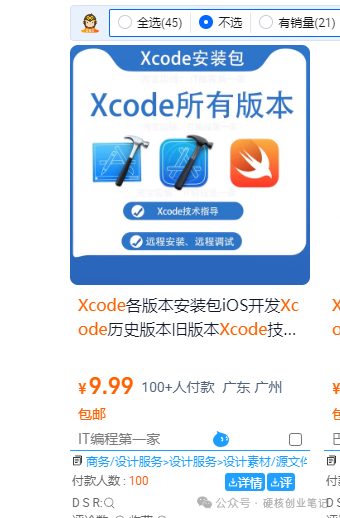 全选(45) 不选 有销量(21)
Xcode安装包
Xcode所有版本
Xcode技术指导
远程安装、远程调试
Xcode各版本安装包iOS开发Xc
ode历史版本旧版本Xcode技...
¥9.99 100+人付款 广东 广州
包邮
IT编程第一家
商务/设计服务>设计服务>设计素材/源文件
付款人数 : 100 详情 评
DSR:
公众号 · 硬核创业笔记